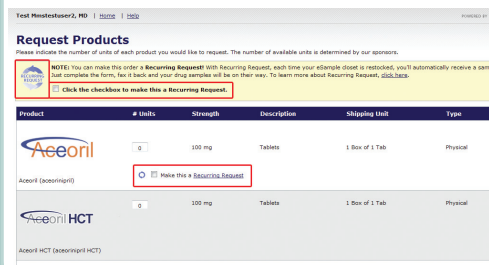 Test Mmstestuser2, MD | Home | Help
POWERED BY
Request Products
Please indicate the number of units of each product you would like to request. The number of available units is determined by our sponsors.
NOTE: You can make this order a Recurring Request! With Recurring Request, each time your eSample closet is restocked, you'll automatically receive a sam
Just complete the form, fax it back and your drug samples will be on their way. To learn more about Recurring Request, click here.
RECURRING
REQUEST
Click the checkbox to make this a Recurring Request.
Product # Units Strength Description Shipping Unit Type
Aceoril 0 100 mg Tablets 1 Box of 1 Tab Physical
Make this a Recurring Request
Aceoril (aceorinipril)
Aceoril HCT 0 100 mg Tablets 1 Box of 1 Tab Physical
Aceoril HCT (aceorinipril HCT)